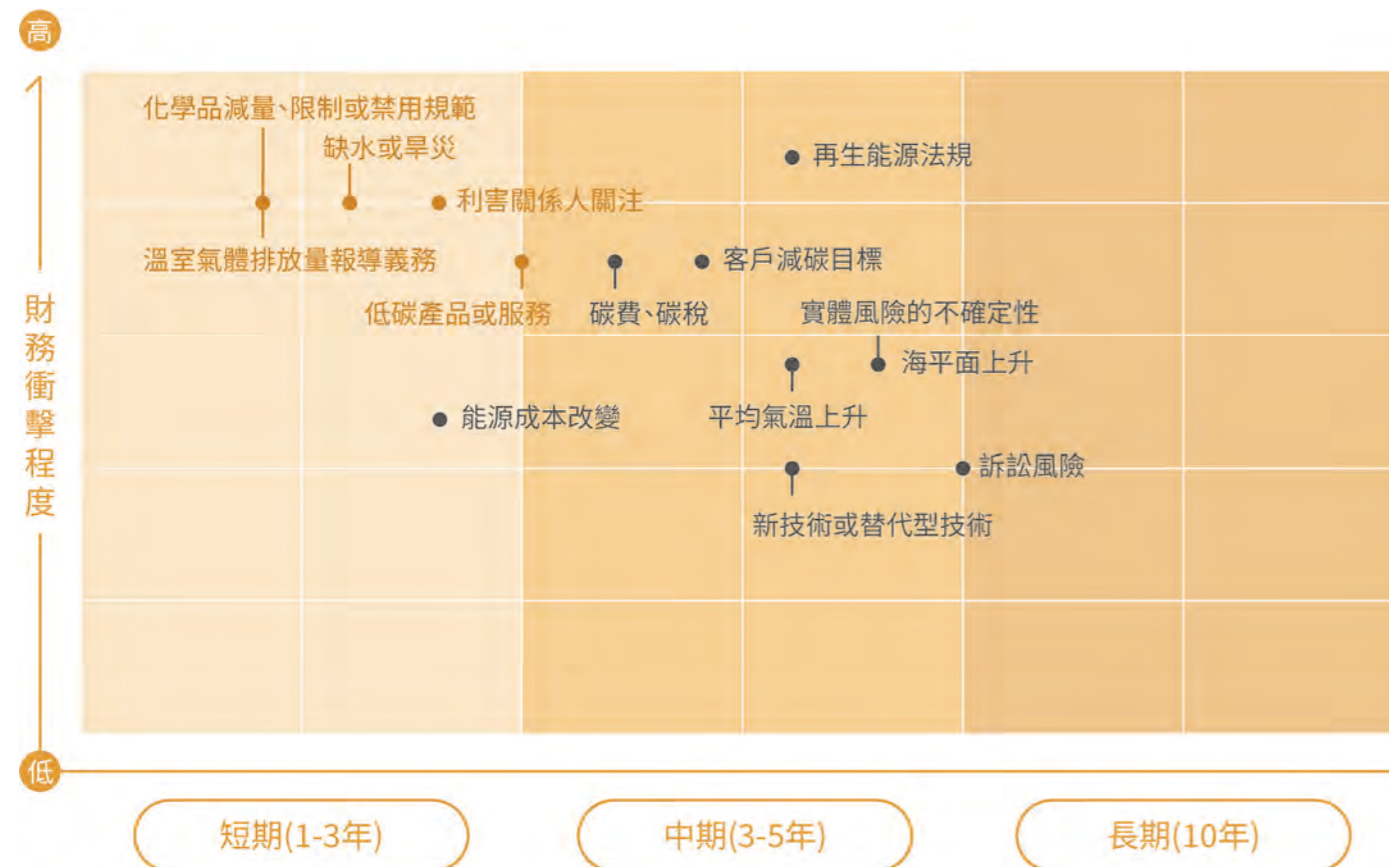 高
化學品減量、限制或禁用規範
缺水或旱災
再生能源法規
利害關係人關注
溫室氣體排放量報導義務
客戶減碳目標
低碳產品或服務
碳費、碳稅
實體風險的不確定性
海平面上升
能源成本改變
平均氣溫上升
訴訟風險
新技術或替代型技術
財務衝擊程度
低
短期(1-3年)
中期(3-5年)
長期(10年)